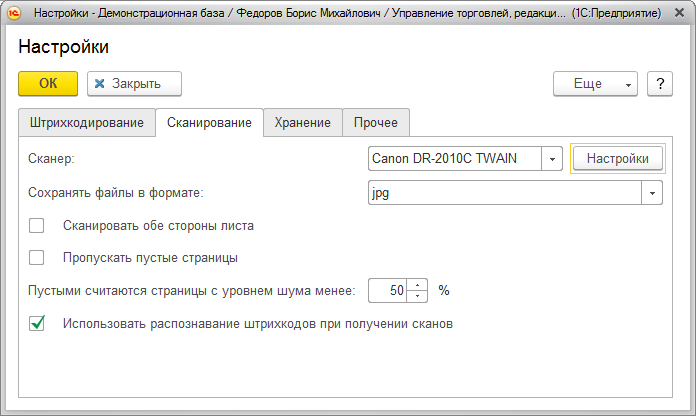 Настройки - Демонстрационная база / Федоров Борис Михайлович / Управление торговлей, редакци... (1С:Предприятие)
Настройки
ОК Закрыть Еще ?
Штрихкодирование Сканирование Хранение Прочее
Сканер: Canon DR-2010C TWAIN Настройки
Сохранять файлы в формате: jpg
Сканировать обе стороны листа
Пропускать пустые страницы
Пустыми считаются страницы с уровнем шума менее: 50 %
Использовать распознавание штрихкодов при получении сканов